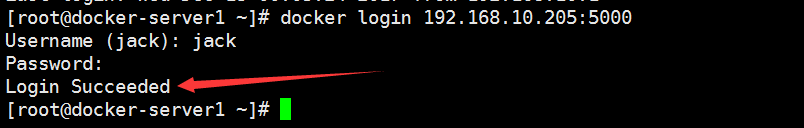 [root@docker-server1 ~]# docker login 192.168.10.205:5000
Username (jack): jack
Password:
Login Succeeded
[root@docker-server1 ~]#